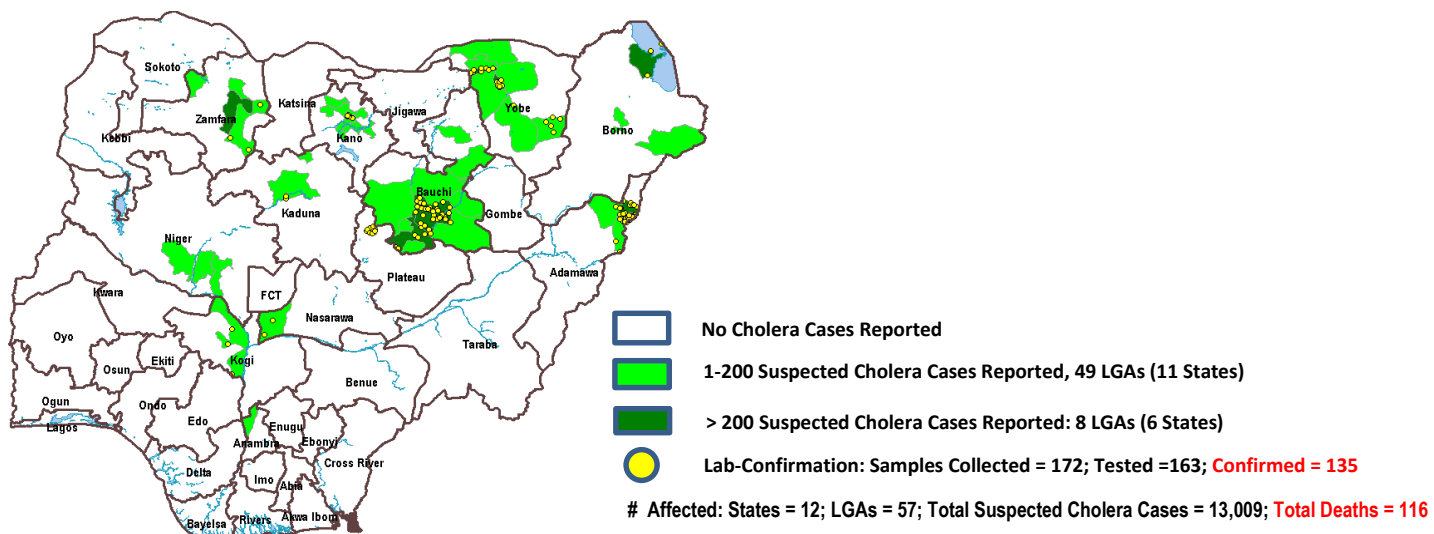 Sokoto
Katsina
Jigawa
Yobe
Zamfara
Kano
Borno
Kebbi
Bauchi
Kaduna
Gombe
Niger
Plateau
Adamawa
FCT
Kwara
Nasarawa
Oyo
Taraba
Kogi
Ekiti
Osun
Benue
Ogun
Ondo
Edo
Lagos
Enugu
Anambra
Ebonyi
Cross River
Delta
Imo
Abia
Bayelsa
Rivers
Akwa Ibom
No Cholera Cases Reported
1-200 Suspected Cholera Cases Reported, 49 LGAs (11 States)
> 200 Suspected Cholera Cases Reported: 8 LGAs (6 States)
Lab-Confirmation: Samples Collected = 172; Tested =163; Confirmed = 135
# Affected: States = 12; LGAs = 57; Total Suspected Cholera Cases = 13,009; Total Deaths = 116